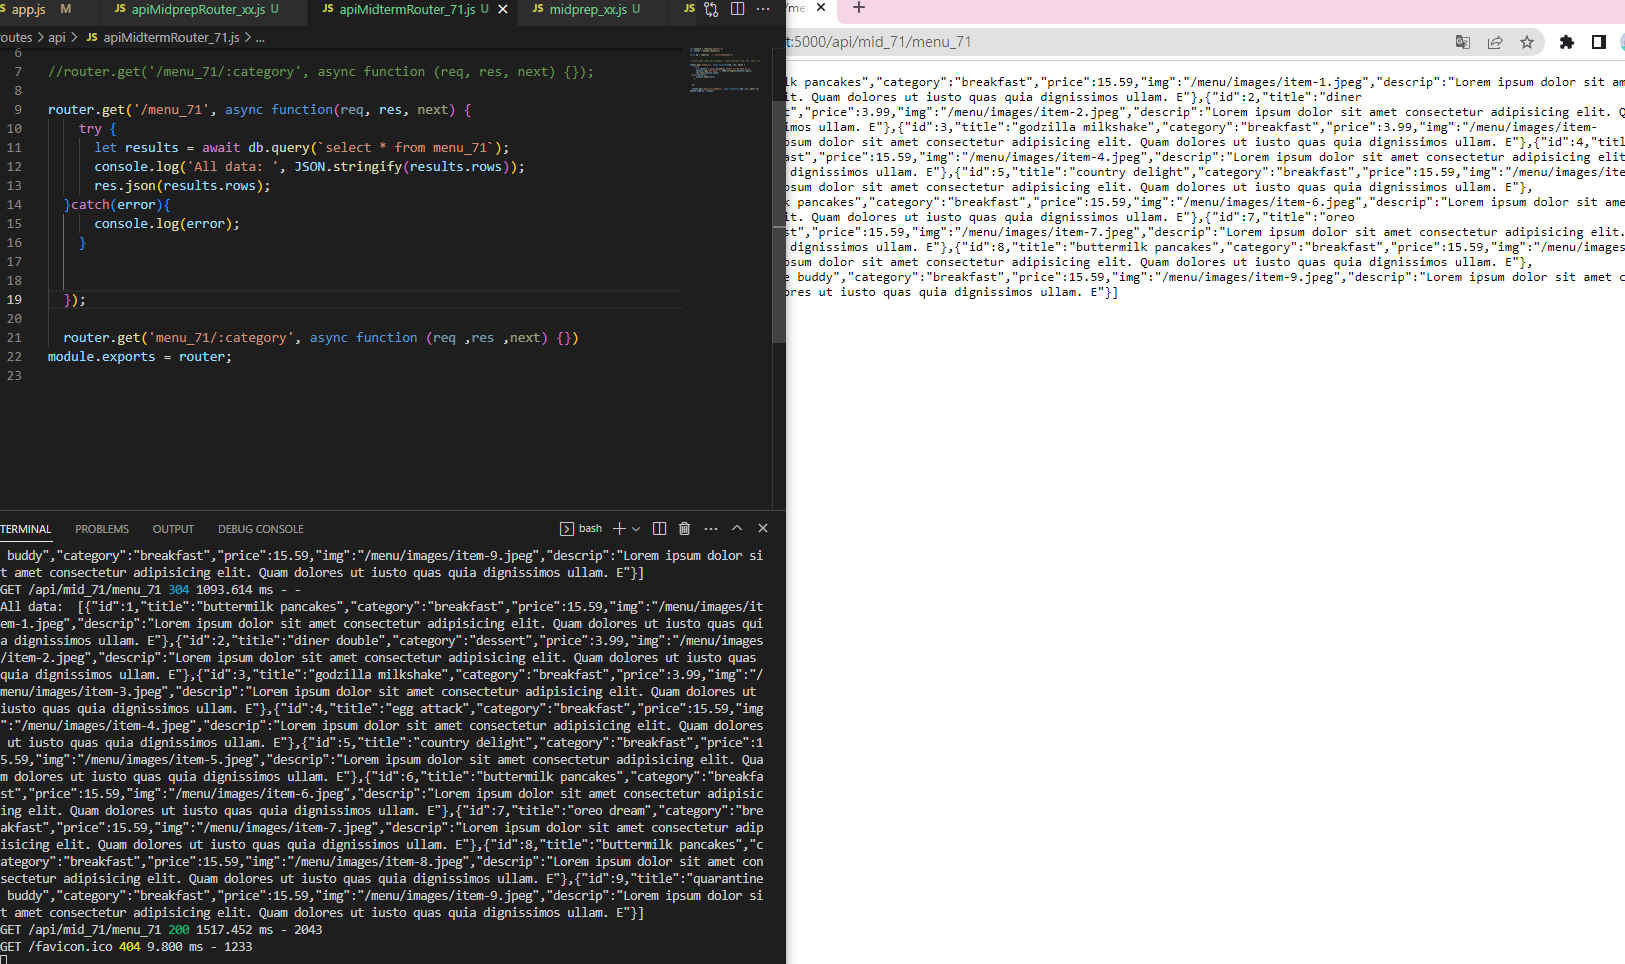 app.js M JS apiMidprepRouter_xx.js U JS apiMidtermRouter_71.js U JS midprep_xx.js U JS
routes > api > JS apiMidtermRouter_71.js > ...
6
7 //router.get('/menu_71/:category', async function (req, res, next) {});
8
9 router.get('/menu_71', async function(req, res, next) {
10 try {
11 let results = await db.query(`select * from menu_71`);
12 console.log('All data: ', JSON.stringify(results.rows));
13 res.json(results.rows);
14 }catch(error){
15 console.log(error);
16 }
17
18
19 });
20
21 router.get('menu_71/:category', async function (req ,res ,next) {})
22 module.exports = router;
23
TERMINAL PROBLEMS OUTPUT DEBUG CONSOLE bash
buddy","category":"breakfast","price":15.59,"img":"/menu/images/item-9.jpeg","descrip":"Lorem ipsum dolor si
t amet consectetur adipisicing elit. Quam dolores ut iusto quas quia dignissimos ullam. E"}]
GET /api/mid_71/menu_71 304 1093.614 ms - -
All data:  [{"id":1,"title":"buttermilk pancakes","category":"breakfast","price":15.59,"img":"/menu/images/it
em-1.jpeg","descrip":"Lorem ipsum dolor sit amet consectetur adipisicing elit. Quam dolores ut iusto quas qui
a dignissimos ullam. E"},{"id":2,"title":"diner double","category":"dessert","price":3.99,"img":"/menu/images
/item-2.jpeg","descrip":"Lorem ipsum dolor sit amet consectetur adipisicing elit. Quam dolores ut iusto quas
quia dignissimos ullam. E"},{"id":3,"title":"godzilla milkshake","category":"breakfast","price":3.99,"img":"/
menu/images/item-3.jpeg","descrip":"Lorem ipsum dolor sit amet consectetur adipisicing elit. Quam dolores ut
iusto quas quia dignissimos ullam. E"},{"id":4,"title":"egg attack","category":"breakfast","price":15.59,"img
":"/menu/images/item-4.jpeg","descrip":"Lorem ipsum dolor sit amet consectetur adipisicing elit. Quam dolores
ut iusto quas quia dignissimos ullam. E"},{"id":5,"title":"country delight","category":"breakfast","price":1
5.59,"img":"/menu/images/item-5.jpeg","descrip":"Lorem ipsum dolor sit amet consectetur adipisicing elit. Qua
m dolores ut iusto quas quia dignissimos ullam. E"},{"id":6,"title":"buttermilk pancakes","category":"breakfa
st","price":15.59,"img":"/menu/images/item-6.jpeg","descrip":"Lorem ipsum dolor sit amet consectetur adipisic
ing elit. Quam dolores ut iusto quas quia dignissimos ullam. E"},{"id":7,"title":"oreo dream","category":"bre
akfast","price":15.59,"img":"/menu/images/item-7.jpeg","descrip":"Lorem ipsum dolor sit amet consectetur adip
isicing elit. Quam dolores ut iusto quas quia dignissimos ullam. E"},{"id":8,"title":"buttermilk pancakes","c
ategory":"breakfast","price":15.59,"img":"/menu/images/item-8.jpeg","descrip":"Lorem ipsum dolor sit amet con
sectetur adipisicing elit. Quam dolores ut iusto quas quia dignissimos ullam. E"},{"id":9,"title":"quarantine
buddy","category":"breakfast","price":15.59,"img":"/menu/images/item-9.jpeg","descrip":"Lorem ipsum dolor si
t amet consectetur adipisicing elit. Quam dolores ut iusto quas quia dignissimos ullam. E"}]
GET /api/mid_71/menu_71 200 1517.452 ms - 2043
GET /favicon.ico 404 9.800 ms - 1233
t:5000/api/mid_71/menu_71
lk pancakes","category":"breakfast","price":15.59,"img":"/menu/images/item-1.jpeg","descrip":"Lorem ipsum dolor sit am
it. Quam dolores ut iusto quas quia dignissimos ullam. E"},{"id":2,"title":"diner
t","price":3.99,"img":"/menu/images/item-2.jpeg","descrip":"Lorem ipsum dolor sit amet consectetur adipisicing elit. Q
imos ullam. E"},{"id":3,"title":"godzilla milkshake","category":"breakfast","price":3.99,"img":"/menu/images/item-
osum dolor sit amet consectetur adipisicing elit. Quam dolores ut iusto quas quia dignissimos ullam. E"},{"id":4,"titl
ast","price":15.59,"img":"/menu/images/item-4.jpeg","descrip":"Lorem ipsum dolor sit amet consectetur adipisicing elit
dignissimos ullam. E"},{"id":5,"title":"country delight","category":"breakfast","price":15.59,"img":"/menu/images/item
psum dolor sit amet consectetur adipisicing elit. Quam dolores ut iusto quas quia dignissimos ullam. E"},
k pancakes","category":"breakfast","price":15.59,"img":"/menu/images/item-6.jpeg","descrip":"Lorem ipsum dolor sit am
it. Quam dolores ut iusto quas quia dignissimos ullam. E"},{"id":7,"title":"oreo
st","price":15.59,"img":"/menu/images/item-7.jpeg","descrip":"Lorem ipsum dolor sit amet consectetur adipisicing elit.
dignissimos ullam. E"},{"id":8,"title":"buttermilk pancakes","category":"breakfast","price":15.59,"img":"/menu/images
psum dolor sit amet consectetur adipisicing elit. Quam dolores ut iusto quas quia dignissimos ullam. E"},
e buddy","category":"breakfast","price":15.59,"img":"/menu/images/item-9.jpeg","descrip":"Lorem ipsum dolor sit amet c
ores ut iusto quas quia dignissimos ullam. E"}]